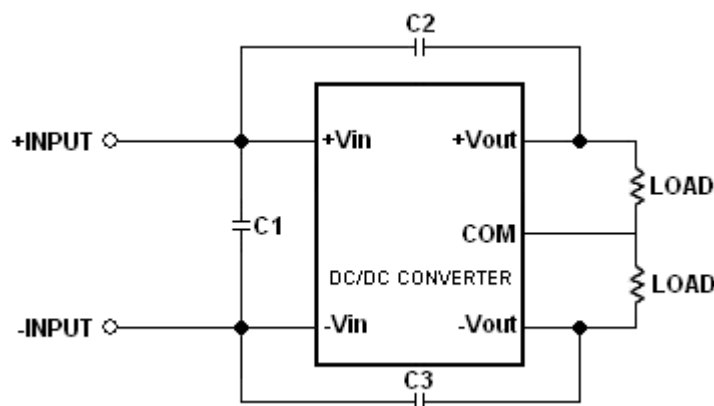 C2
+INPUT
+Vin
+Vout
LOAD
C1
COM
DC/DC CONVERTER
LOAD
-INPUT
-Vin
-Vout
C3